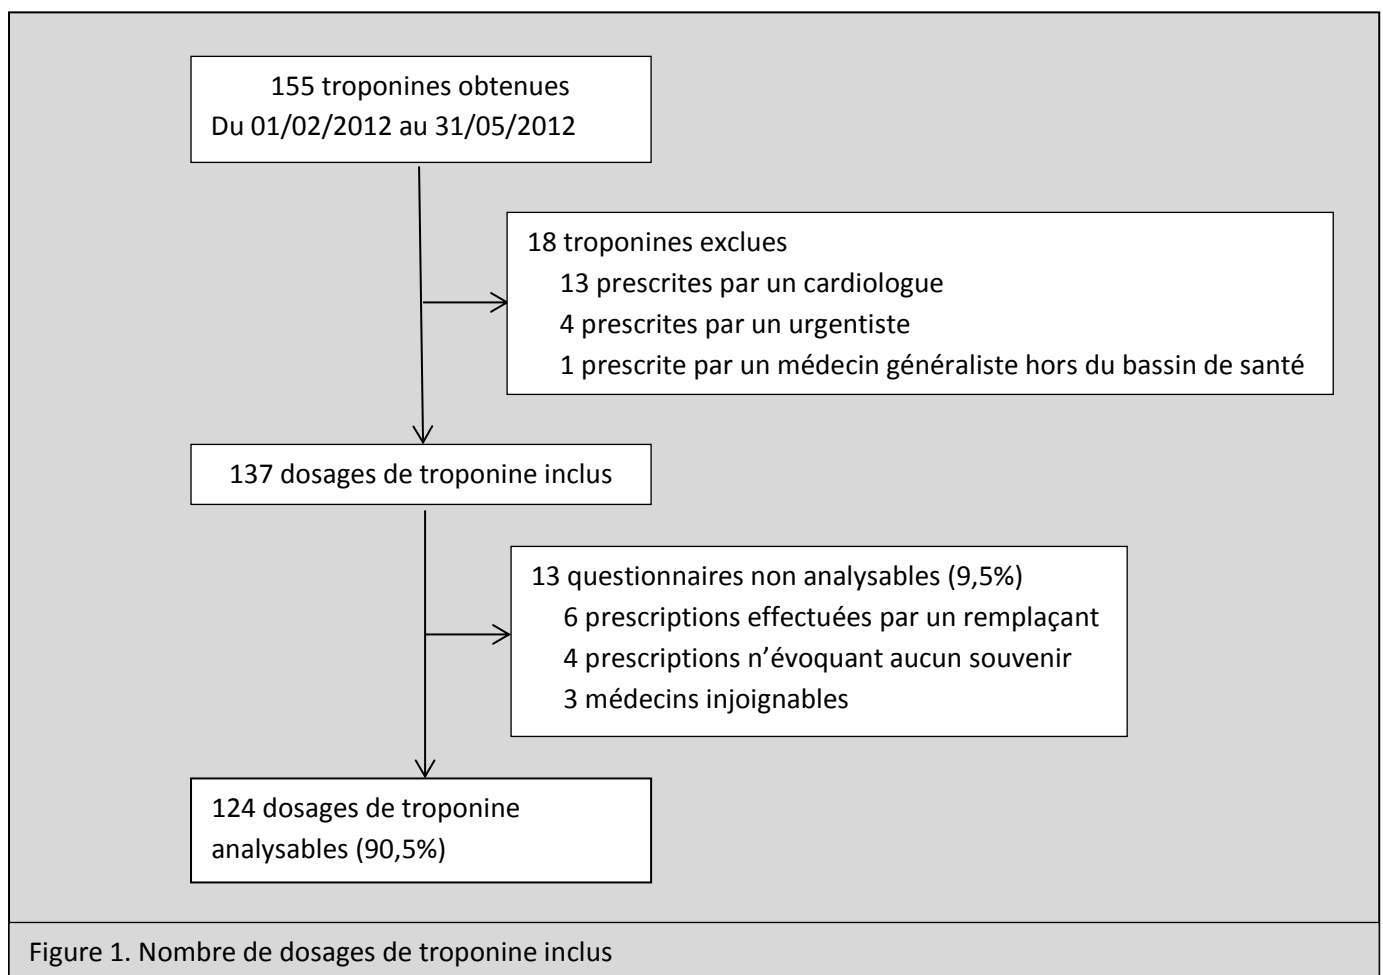 155 troponines obtenues
Du 01/02/2012 au 31/05/2012
18 troponines exclues
13 prescrites par un cardiologue
4 prescrites par un urgentiste
1 prescrite par un médecin généraliste hors du bassin de santé
137 dosages de troponine inclus
13 questionnaires non analysables (9,5%)
6 prescriptions effectuées par un remplaçant
4 prescriptions n’évoquant aucun souvenir
3 médecins injoignables
124 dosages de troponine
analysables (90,5%)
Figure 1. Nombre de dosages de troponine inclus